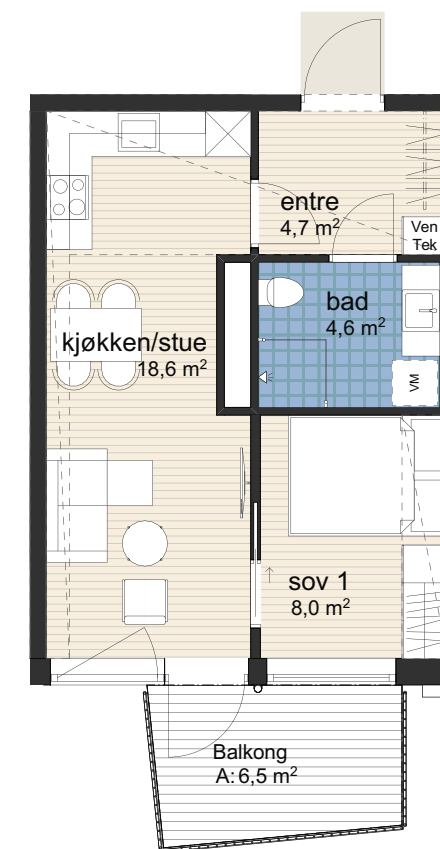 entre
4,7 m²
Ven
Tek
bad
4,6 m²
kjøkken/stue
18,6 m²
VM
sov 1
8,0 m²
Balkong
A: 6,5 m²